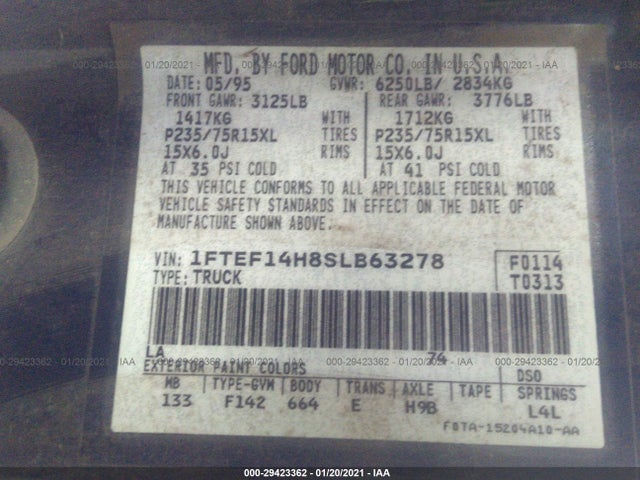 MFD. BY FORD MOTOR CO. IN U.S.A.
DATE: 05/95 GVWR: 6250LB/ 2834KG
FRONT GAWR: 3125LB REAR GAWR: 3776LB
1417KG WITH 1712KG WITH
P235/75R15XL TIRES P235/75R15XL TIRES
15X6.0J RIMS 15X6.0J RIMS
AT 35 PSI COLD AT 41 PSI COLD
THIS VEHICLE CONFORMS TO ALL APPLICABLE FEDERAL MOTOR
VEHICLE SAFETY STANDARDS IN EFFECT ON THE DATE OF
MANUFACTURE SHOWN ABOVE.
VIN: 1FTEF14H8SLB63278 F0114
TYPE: TRUCK T0313
LA 74
EXTERIOR PAINT COLORS DSO
WB TYPE-GVW BODY TRANS AXLE TAPE SPRINGS
133 F142 664 E H9B L4L
F0TA-15204A10-AA
000-29423362 - 01/20/2021 - IAA